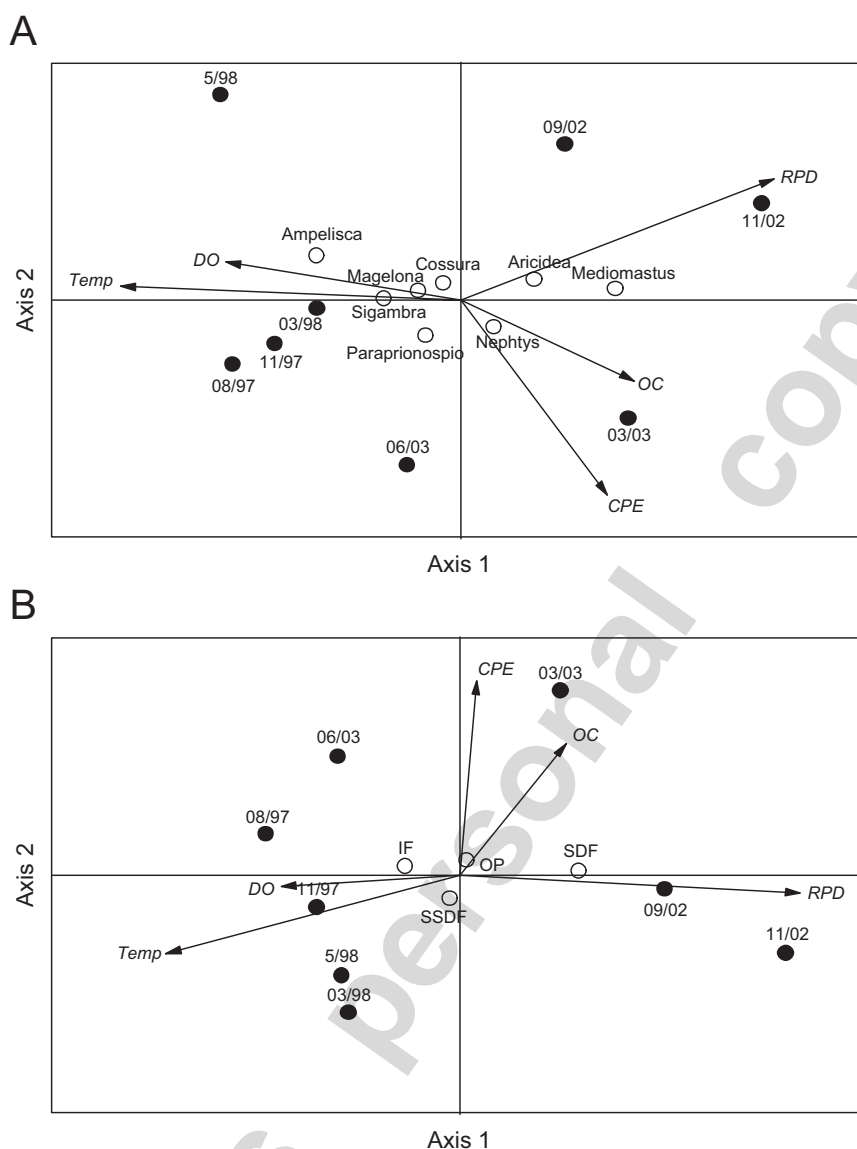 A
5/98
09/02
RPD
11/02
Ampelisca
DO
Cossura
Aricidea
Magelona
Mediomastus
Temp
Axis 2
Sigambra
03/98
Nephtys
Paraprionospio
11/97
08/97
OC
03/03
06/03
CPE
Axis 1
B
CPE
03/03
06/03
OC
08/97
IF
OP
SDF
Axis 2
DO
11/97
SSDF
RPD
09/02
Temp
11/02
5/98
03/98
Axis 1
personal